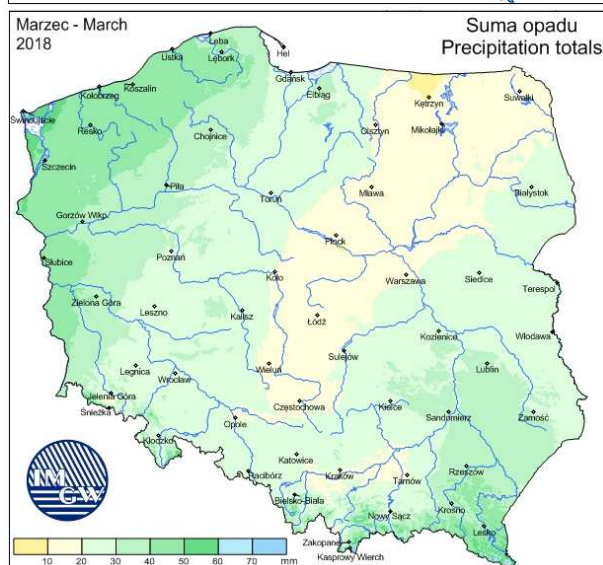 Marzec - March
2018
Suma opadu
Precipitation totals
Łeba
Hel
Ustka
Lębork
Gdańsk
Koszalin
Kołobrzeg
Elbląg
Kętrzyn
Suwałki
Świnoujście
Resko
Chojnice
Olsztyn
Mikołajki
Szczecin
Piła
Toruń
Mława
Białystok
Gorzów Wlkp
Płock
Słubice
Poznań
Koło
Warszawa
Siedlce
Terespol
Zielona Góra
Leszno
Kalisz
Łódź
Kozienice
Włodawa
Sulejów
Legnica
Wrocław
Wieluń
Lublin
Jelenia Góra
Śnieżka
Częstochowa
Kielce
Sandomierz
Zamość
Opole
Kłodzko
Katowice
Racibórz
Kraków
Tarnów
Rzeszów
Bielsko-Biała
Nowy Sącz
Krosno
Lesko
Zakopane
Kasprowy Wierch
IM
G-W
10 20 30 40 50 60 70 mm